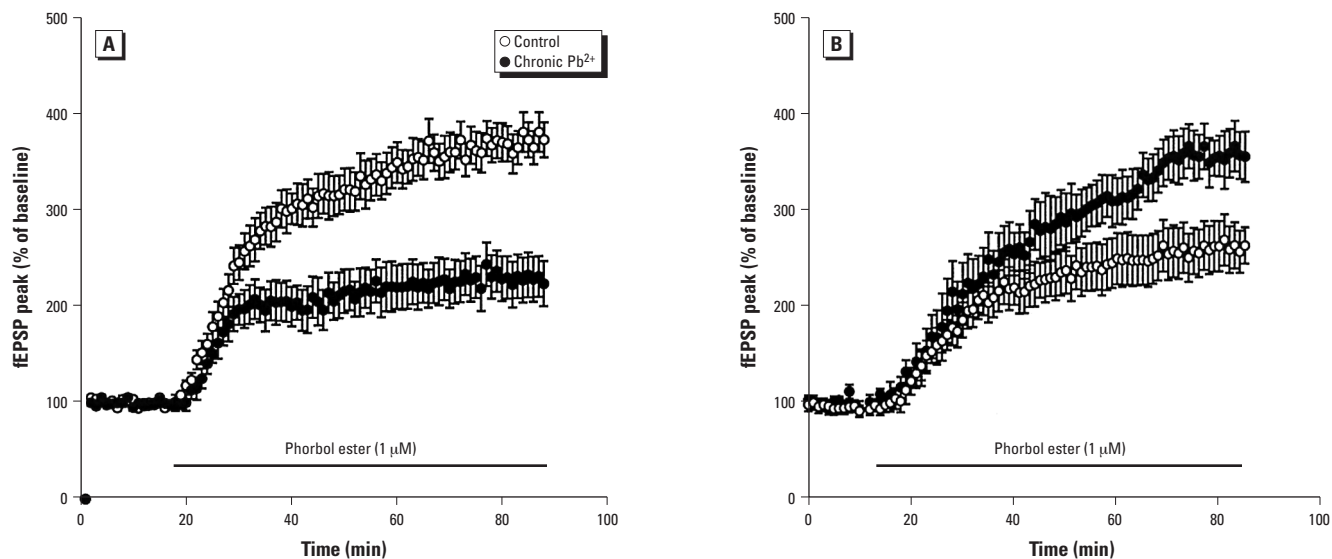 A
Control
Chronic Pb²⁺
500
400
300
200
100
0
fEPSP peak (% of baseline)
Phorbol ester (1 μM)
0 20 40 60 80 100
Time (min)
B
500
400
300
200
100
0
fEPSP peak (% of baseline)
Phorbol ester (1 μM)
0 20 40 60 80 100
Time (min)